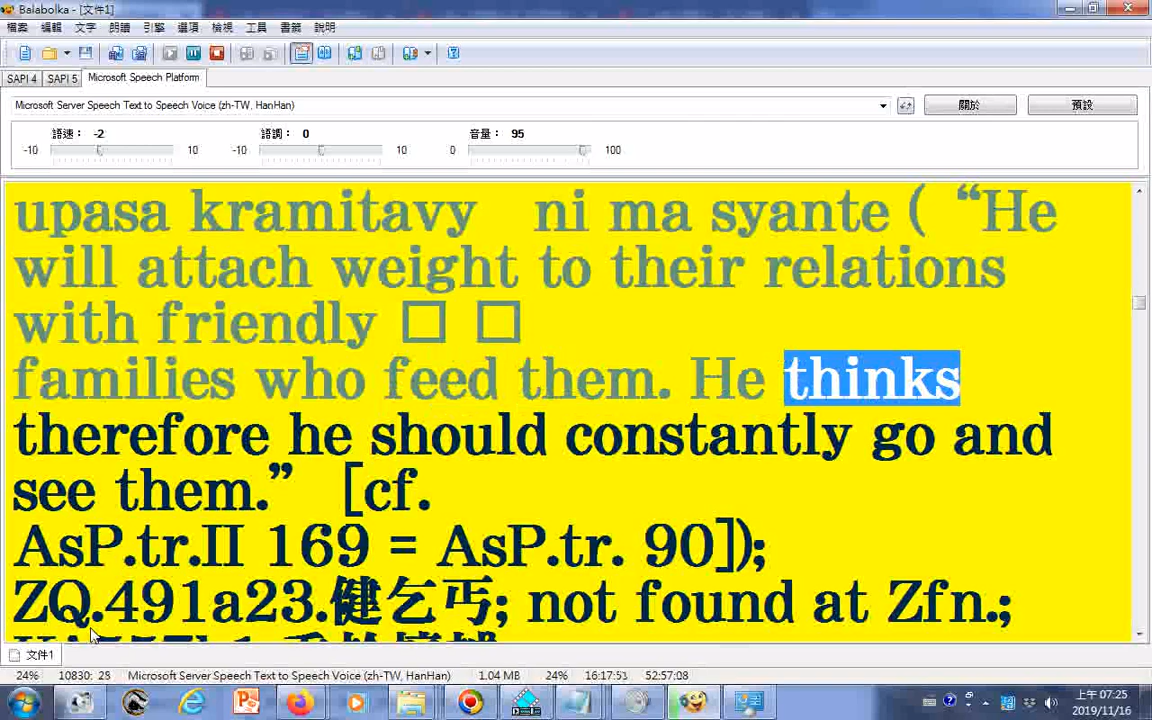 Balabolka - [文件1]
檔案 編輯 文字 朗讀 引擎 選項 檢視 工具 書籤 說明
SAPI 4 SAPI 5 Microsoft Speech Platform
Microsoft Server Speech Text to Speech Voice (zh-TW, HanHan) 關於 預設
語速： -2 語調： 0 音量： 95
-10 10 -10 10 0 100
upasa kramitavy ni ma syante ( “He
will attach weight to their relations
with friendly □ □
families who feed them. He thinks
therefore he should constantly go and
see them.” [cf.
AsP.tr.II 169 = AsP.tr. 90]);
ZQ.491a23.健乞丐; not found at Zfn.;
文件1
24% 10830: 28 Microsoft Server Speech Text to Speech Voice (zh-TW, HanHan) 1.04 MB 24% 16:17:51 52:57:08
上午 07:25
2019/11/16